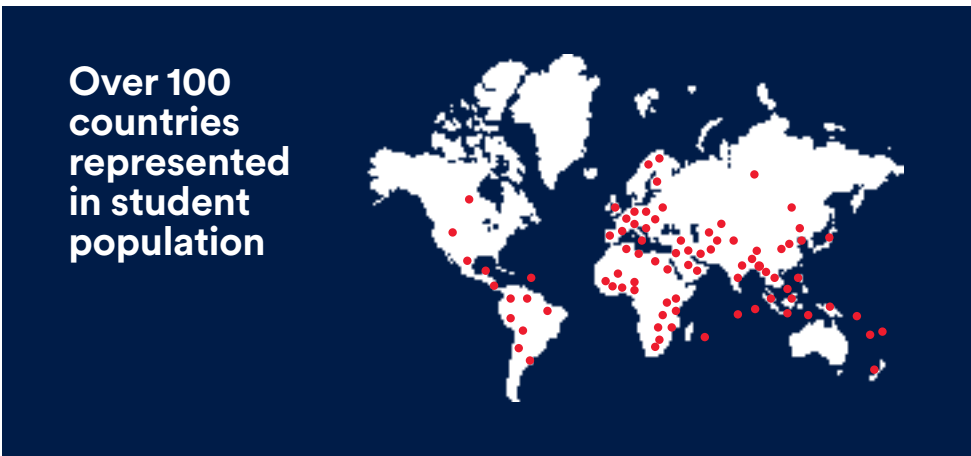 Over 100
countries
represented
in student
population